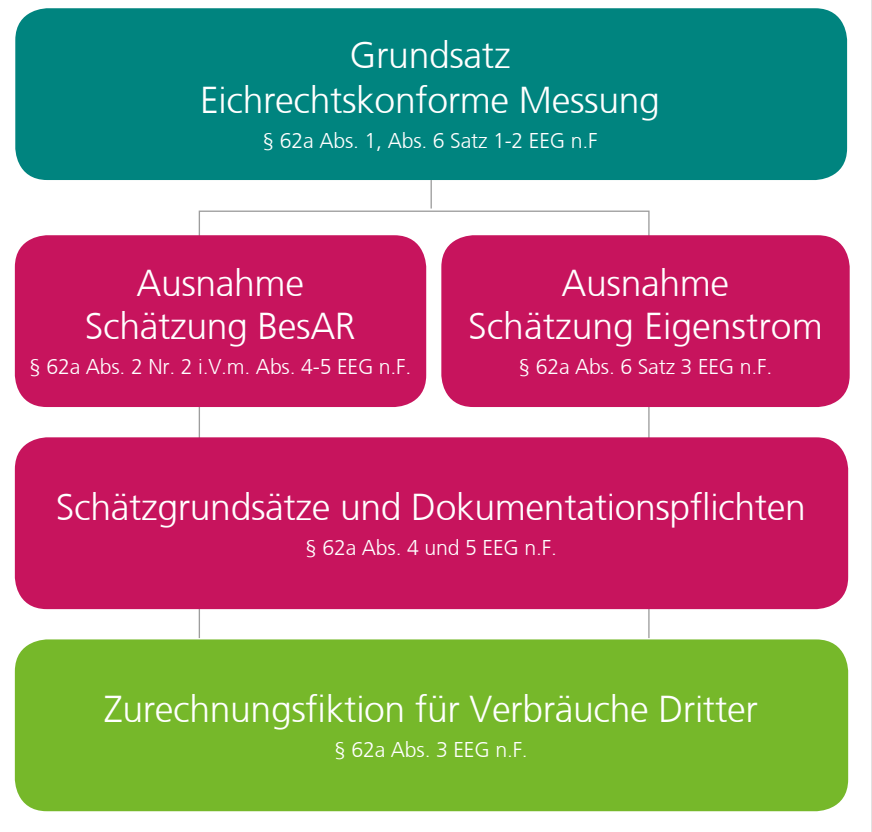 Grundsatz
Eichrechtskonforme Messung
§ 62a Abs. 1, Abs. 6 Satz 1-2 EEG n.F
Ausnahme
Schätzung BesAR
§ 62a Abs. 2 Nr. 2 i.V.m. Abs. 4-5 EEG n.F.
Ausnahme
Schätzung Eigenstrom
§ 62a Abs. 6 Satz 3 EEG n.F.
Schätzgrundsätze und Dokumentationspflichten
§ 62a Abs. 4 und 5 EEG n.F.
Zurechnungsfiktion für Verbräuche Dritter
§ 62a Abs. 3 EEG n.F.